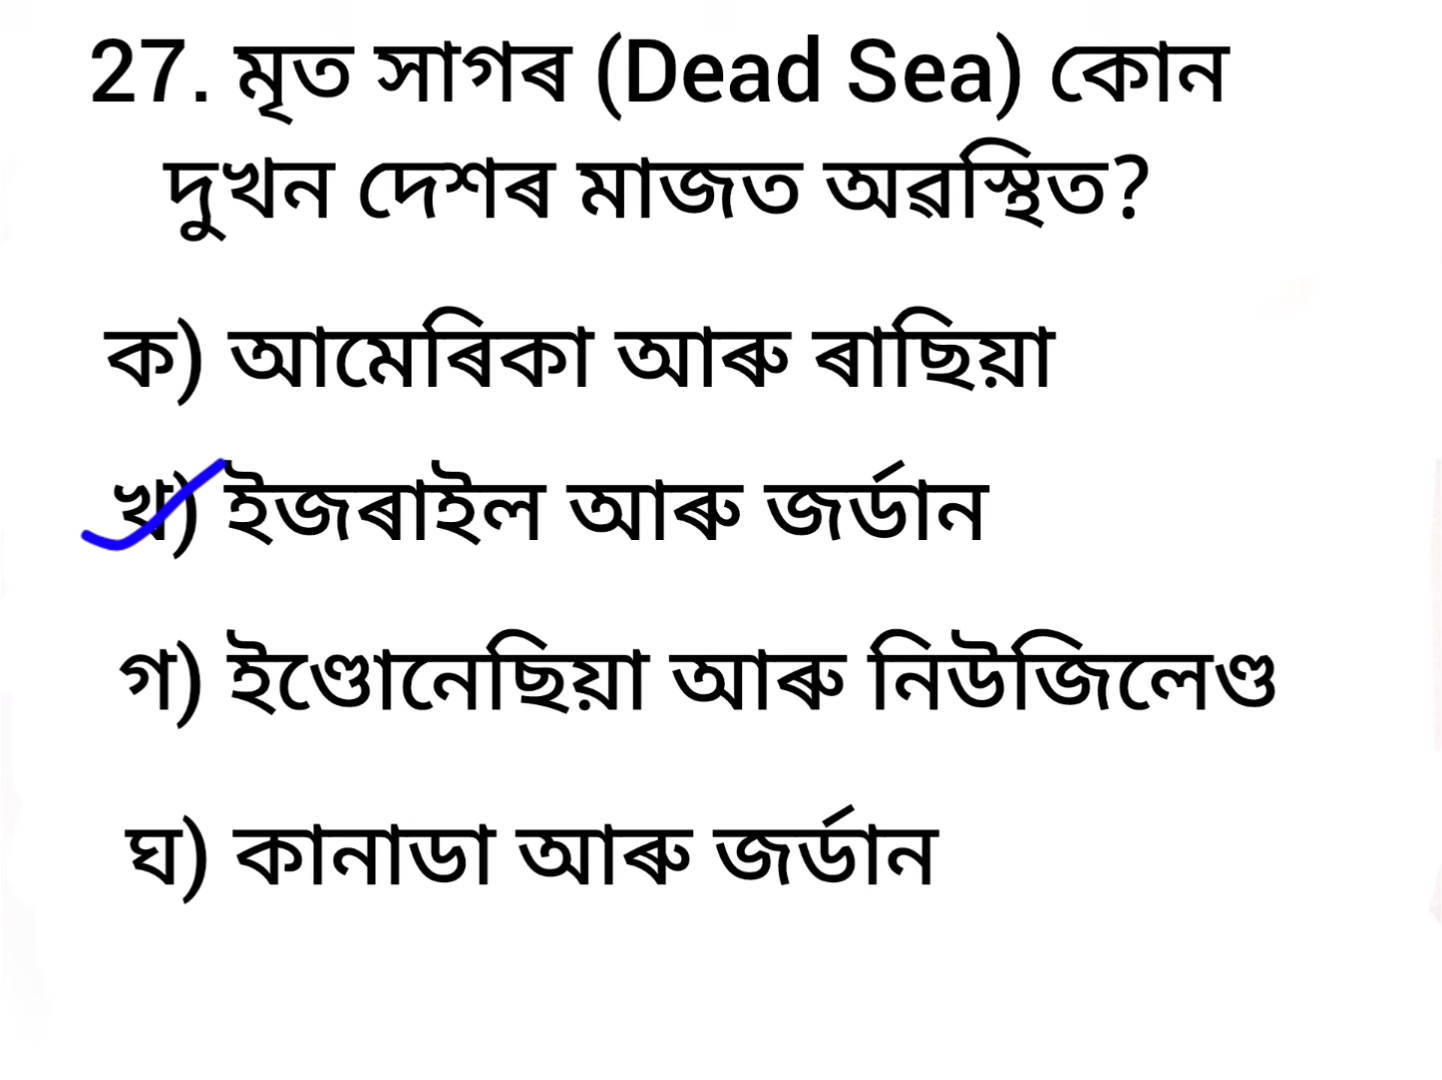 27. মৃত সাগৰ (Dead Sea) কোন
দুখন দেশৰ মাজত অৱস্থিত?
ক) আমেৰিকা আৰু ৰাছিয়া
খ) ইজৰাইল আৰু জৰ্ডান
গ) ইণ্ডোনেছিয়া আৰু নিউজিলেণ্ড
ঘ) কানাডা আৰু জৰ্ডান